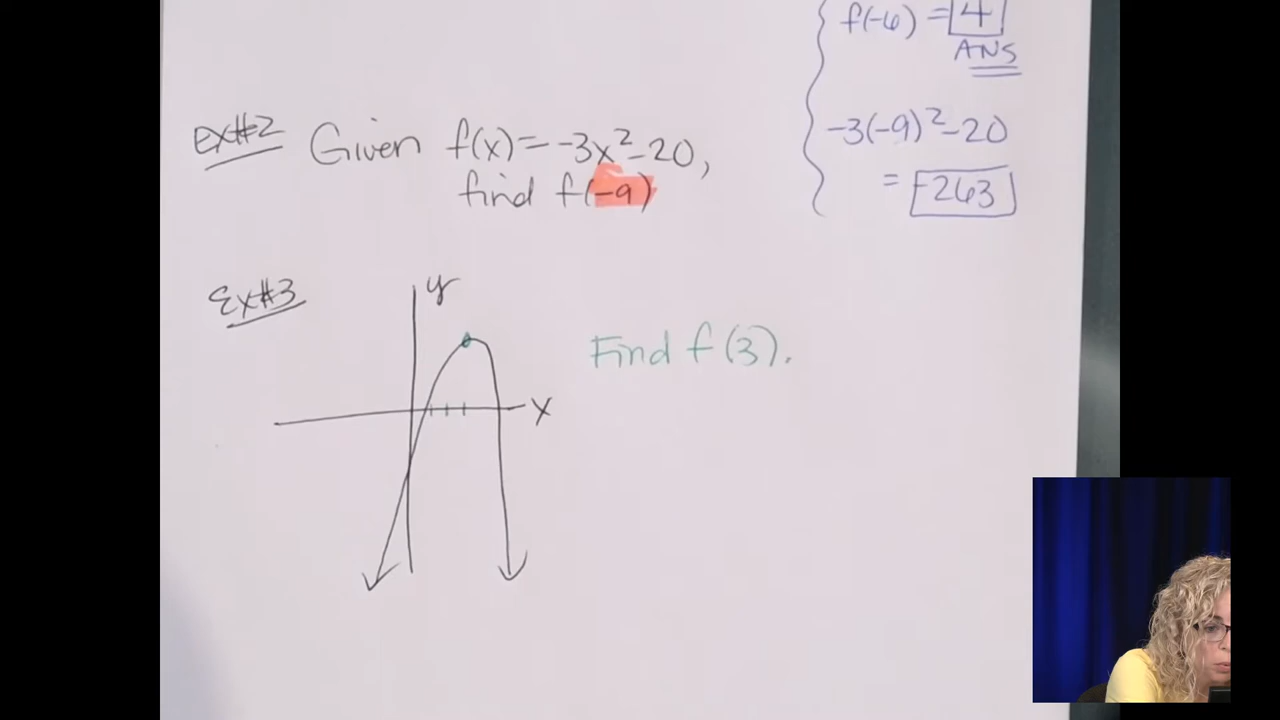 f(-6) = 4
ANS
Ex#2 Given f(x) = -3x²-20,
find f(-9)
-3(-9)²-20
= -263
Ex#3
y
x
Find f(3).